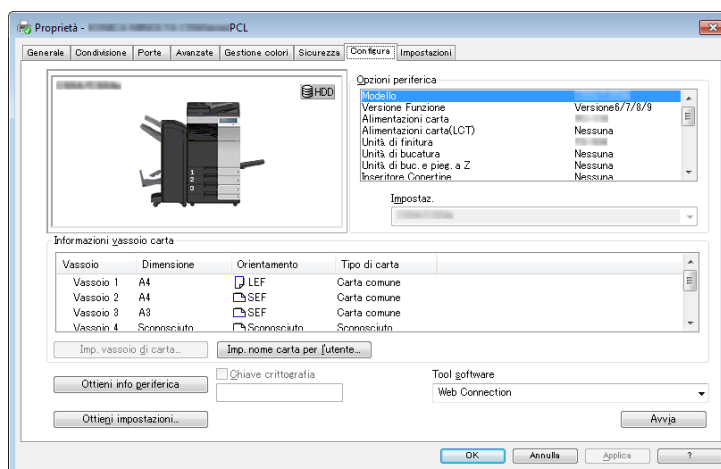 Proprietà - PCL
Generale Condivisione Porte Avanzate Gestione colori Sicurezza Configura Impostazioni
HDD
1
2
3
Opzioni periferica
Modello
Versione Funzione Versione6/7/8/9
Alimentazioni carta
Alimentazioni carta(LCT) Nessuna
Unità di finitura
Unità di bucatura Nessuna
Unità di buc. e pieg. a Z Nessuna
Inseritore Copertine Nessuna
Impostaz.
Informazioni vassoio carta
Vassoio Dimensione Orientamento Tipo di carta
Vassoio 1 A4 LEF Carta comune
Vassoio 2 A4 SEF Carta comune
Vassoio 3 A3 SEF Carta comune
Vassoio 4 Sconosciuto Sconosciuto Sconosciuto
Imp. vassoio di carta... Imp. nome carta per l'utente...
Ottieni info periferica
Chiave crittografia
Tool software
Web Connection
Ottieni impostazioni...
Avvia
OK Annulla Applica ?